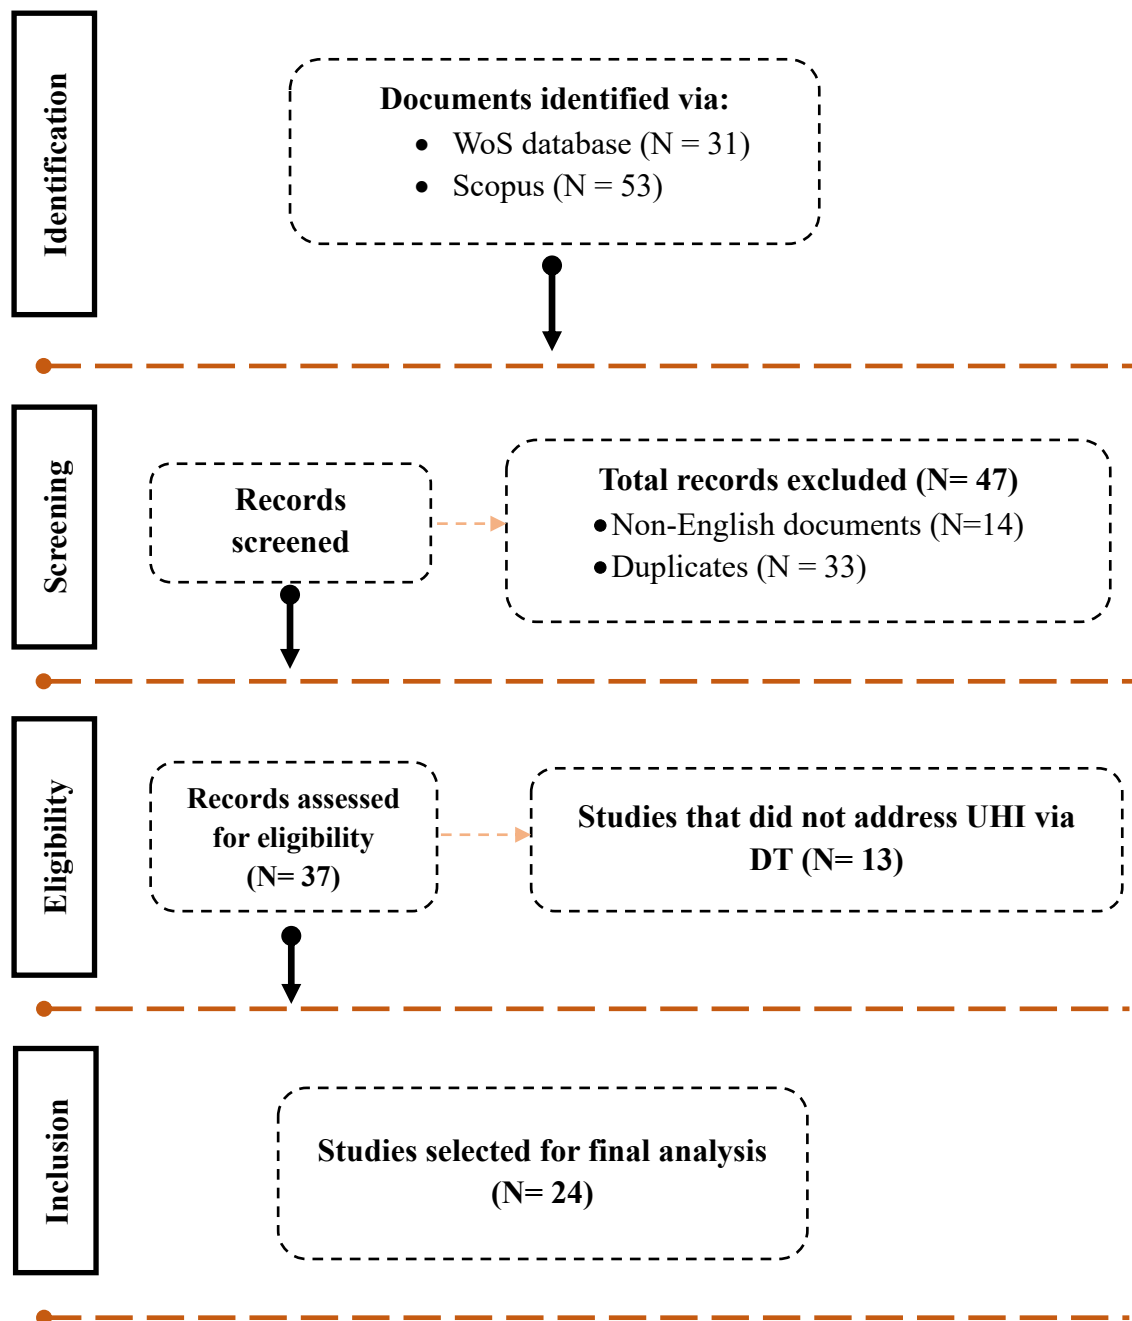 Identification
Documents identified via:
• WoS database (N = 31)
• Scopus (N = 53)
Screening
Records
screened
Total records excluded (N= 47)
• Non-English documents (N=14)
• Duplicates (N = 33)
Eligibility
Records assessed
for eligibility
(N= 37)
Studies that did not address UHI via
DT (N= 13)
Inclusion
Studies selected for final analysis
(N= 24)